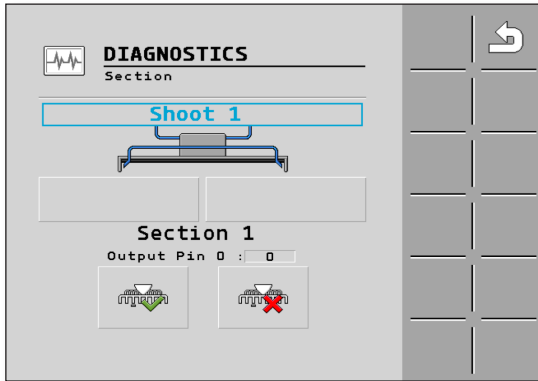 DIAGNOSTICS
Section
Shoot 1
Section 1
Output Pin 0 : 0